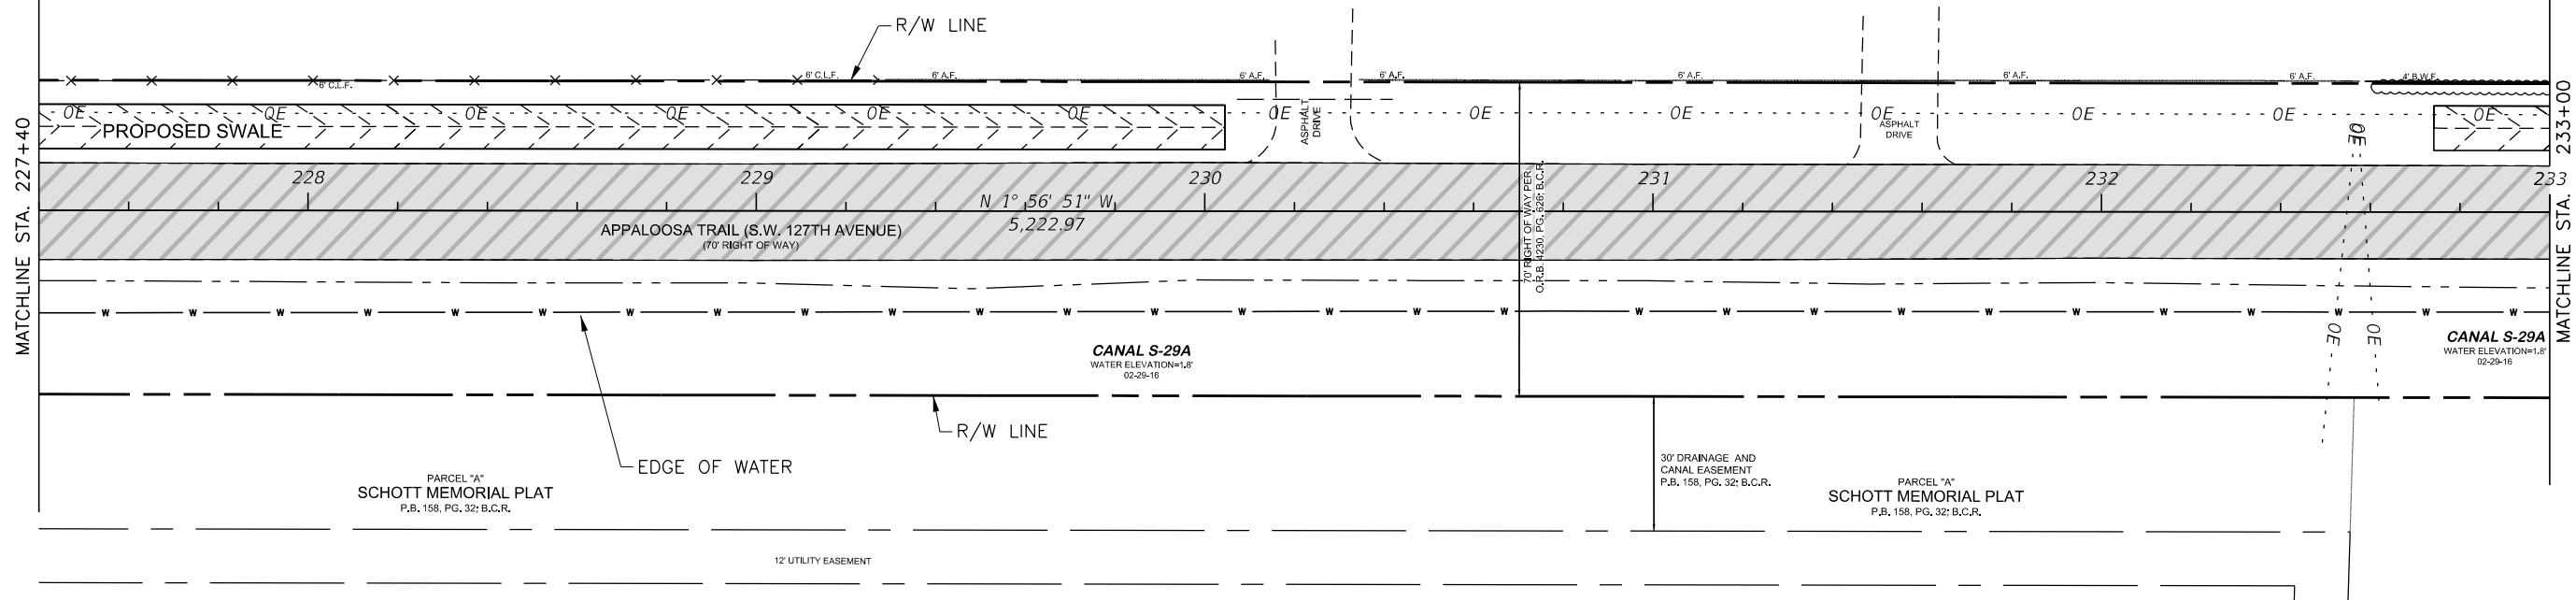 R/W LINE
6' C.L.F.
6' C.L.F.
6' A.F.
6' A.F.
6' A.F.
6' A.F.
6' A.F.
6' A.F.
4' B.W.F.
OE
OE
OE
OE
OE
OE
OE
OE
OE
OE
OE
OE
OE
PROPOSED SWALE
ASPHALT
DRIVE
ASPHALT
DRIVE
OE
OE
MATCHLINE STA. 227+40
MATCHLINE STA. 233+00
228
229
230
231
232
233
N 1° 56' 51" W
5,222.97
APPALOOSA TRAIL (S.W. 127TH AVENUE)
(70' RIGHT OF WAY)
70' RIGHT OF WAY PER
O.R.B. 4230, PG. 626; B.C.R.
W W W W W W W W W W W W W W W W W W W W W W W W W W W W
OE
OE
CANAL S-29A
WATER ELEVATION=1.8'
02-29-16
CANAL S-29A
WATER ELEVATION=1.8'
02-29-16
R/W LINE
EDGE OF WATER
30' DRAINAGE AND
CANAL EASEMENT
P.B. 158, PG. 32; B.C.R.
PARCEL "A"
SCHOTT MEMORIAL PLAT
P.B. 158, PG. 32; B.C.R.
PARCEL "A"
SCHOTT MEMORIAL PLAT
P.B. 158, PG. 32; B.C.R.
12' UTILITY EASEMENT